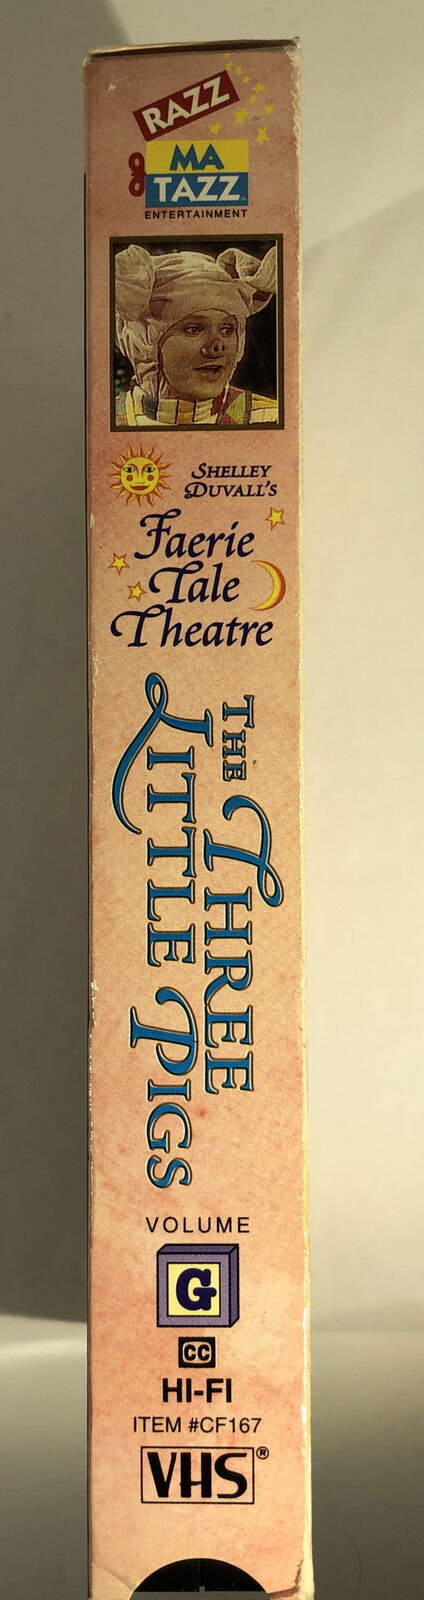 RAZZ
MA
TAZZ™
ENTERTAINMENT
SHELLEY
DUVALL'S
Faerie
Tale
Theatre
THE THREE
LITTLE PIGS
VOLUME
G
CC
HI-FI
ITEM #CF167
VHS®